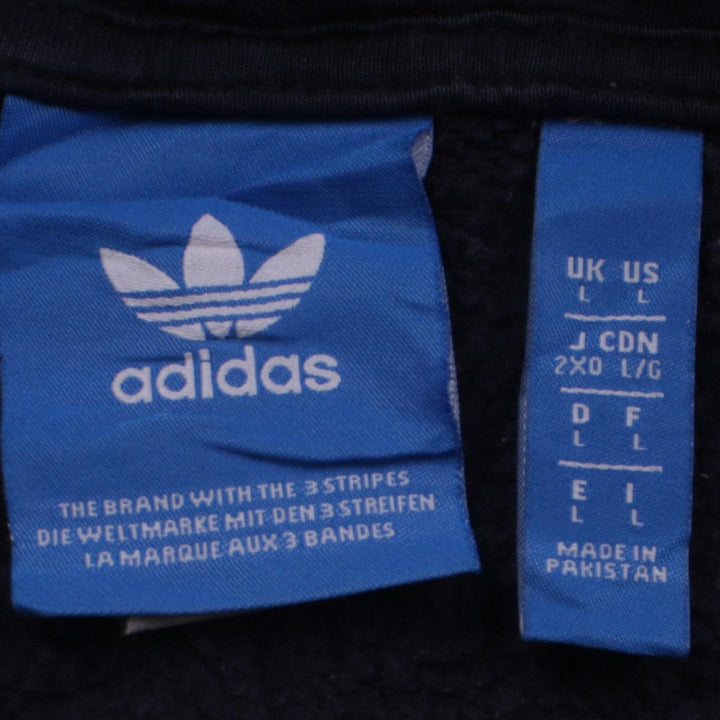 adidas
THE BRAND WITH THE 3 STRIPES
DIE WELTMARKE MIT DEN 3 STREIFEN
LA MARQUE AUX 3 BANDES
UK US
L L
J CDN
2XO L/G
D F
L L
E I
L L
MADE IN
PAKISTAN